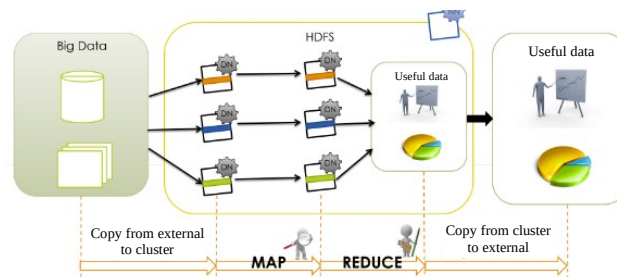 Big Data
HDFS
NN
DN
DN
Useful data
Useful data
DN
DN
DN
DN
Copy from external
to cluster
MAP
REDUCE
Copy from cluster
to external